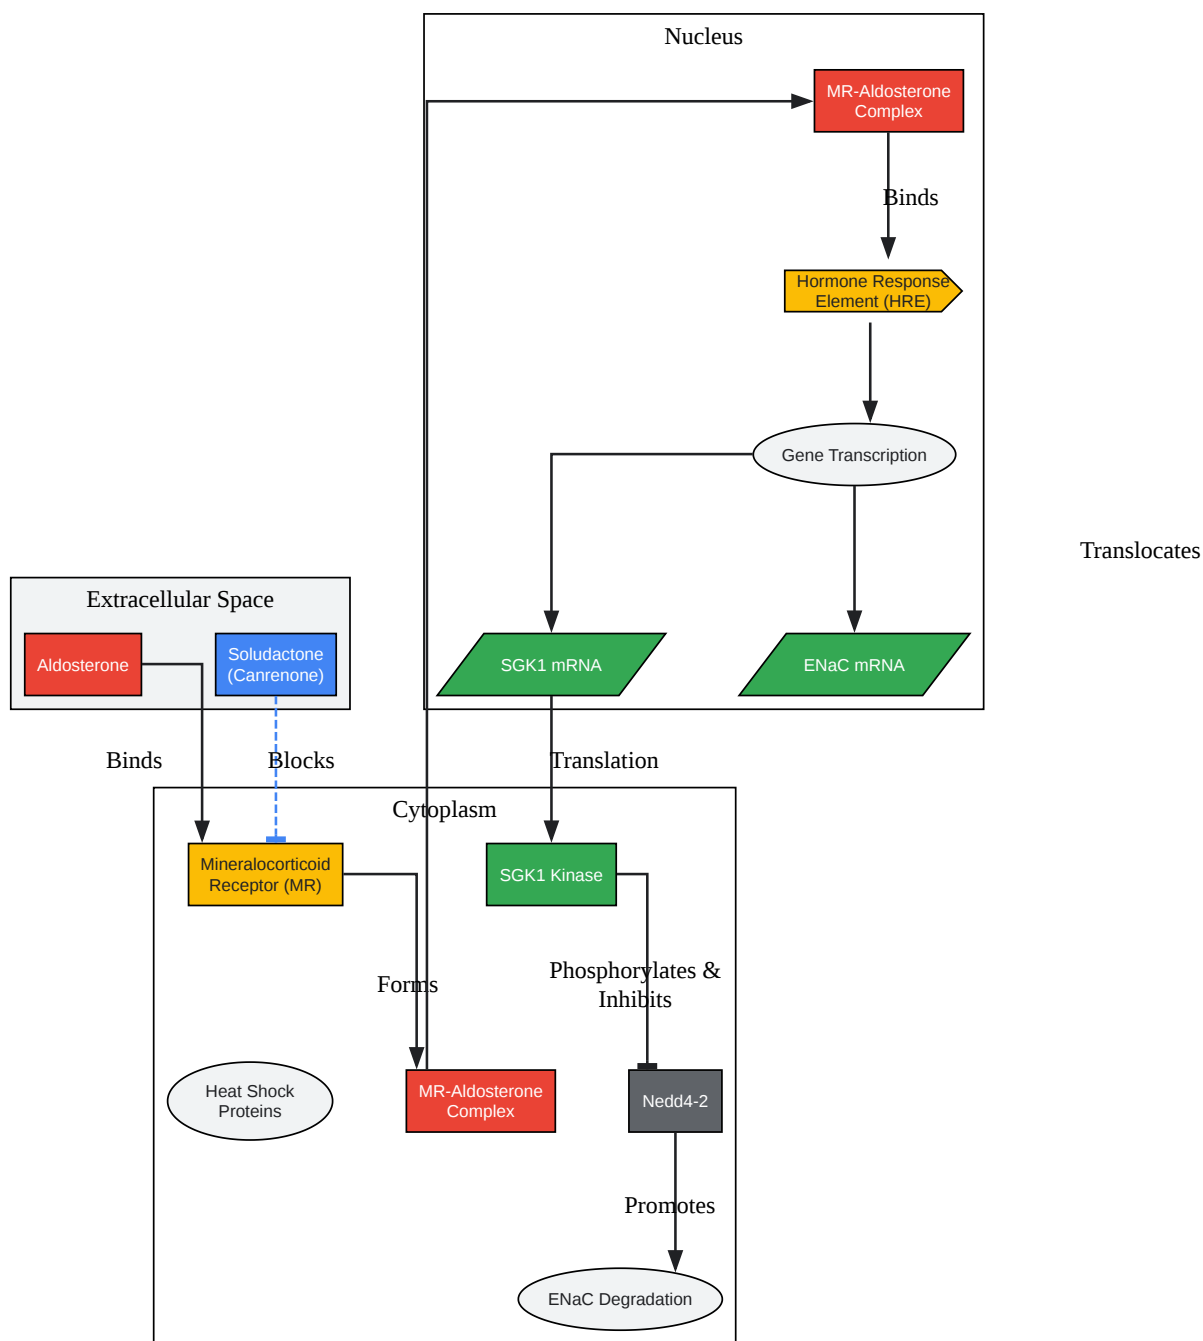 Nucleus
MR-Aldosterone
Complex
Binds
Hormone Response
Element (HRE)
Gene Transcription
Translocates
Extracellular Space
Aldosterone
Soludactone
(Canrenone)
SGK1 mRNA
ENaC mRNA
Binds
Blocks
Translation
Cytoplasm
Mineralocorticoid
Receptor (MR)
SGK1 Kinase
Forms
Phosphorylates &
Inhibits
Heat Shock
Proteins
MR-Aldosterone
Complex
Nedd4-2
Promotes
ENaC Degradation